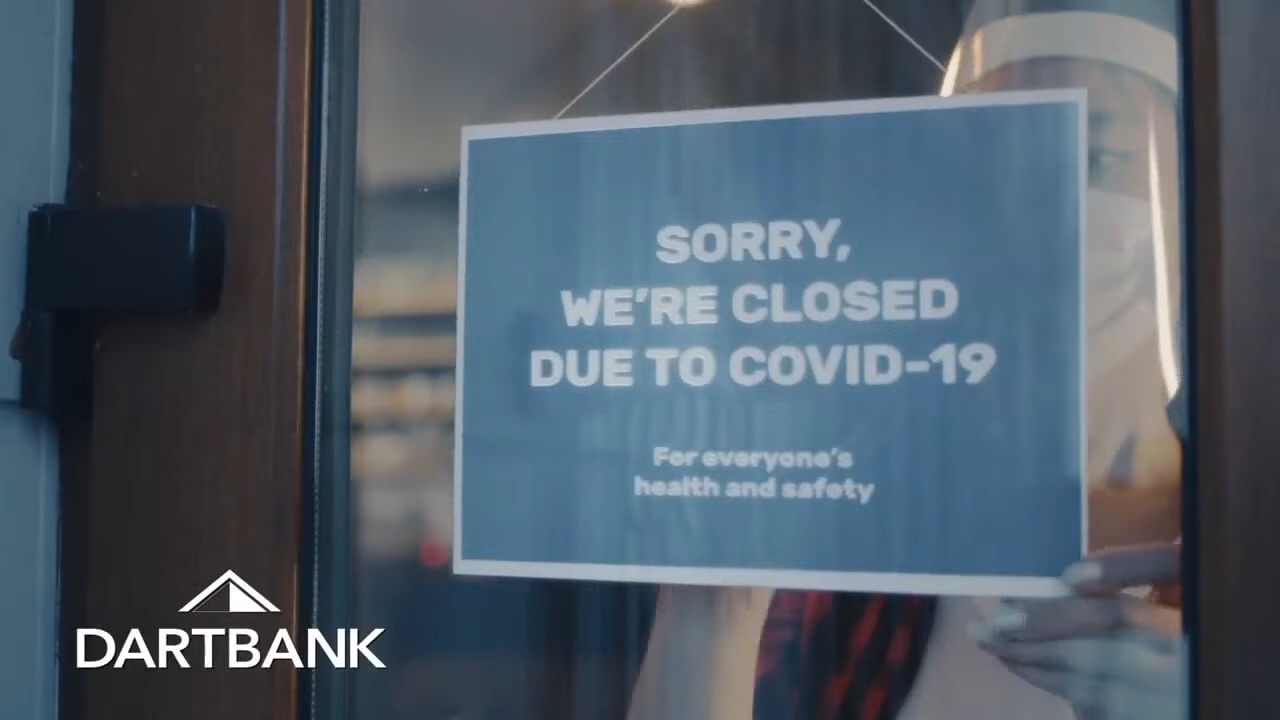 SORRY,
WE'RE CLOSED
DUE TO COVID-19
For everyone's
health and safety
DARTBANK